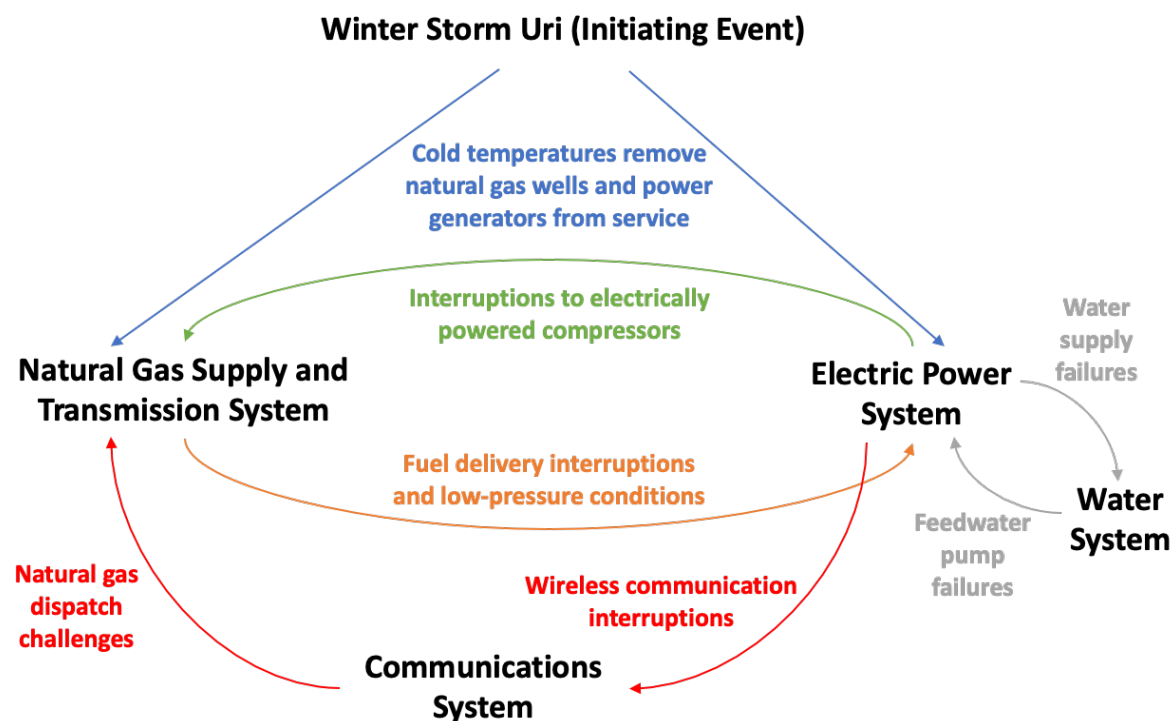 Winter Storm Uri (Initiating Event)
Cold temperatures remove
natural gas wells and power
generators from service
Interruptions to electrically
powered compressors
Water
supply
failures
Natural Gas Supply and
Transmission System
Electric Power
System
Fuel delivery interruptions
and low-pressure conditions
Water
System
Feedwater
pump
failures
Natural gas
dispatch
challenges
Wireless communication
interruptions
Communications
System